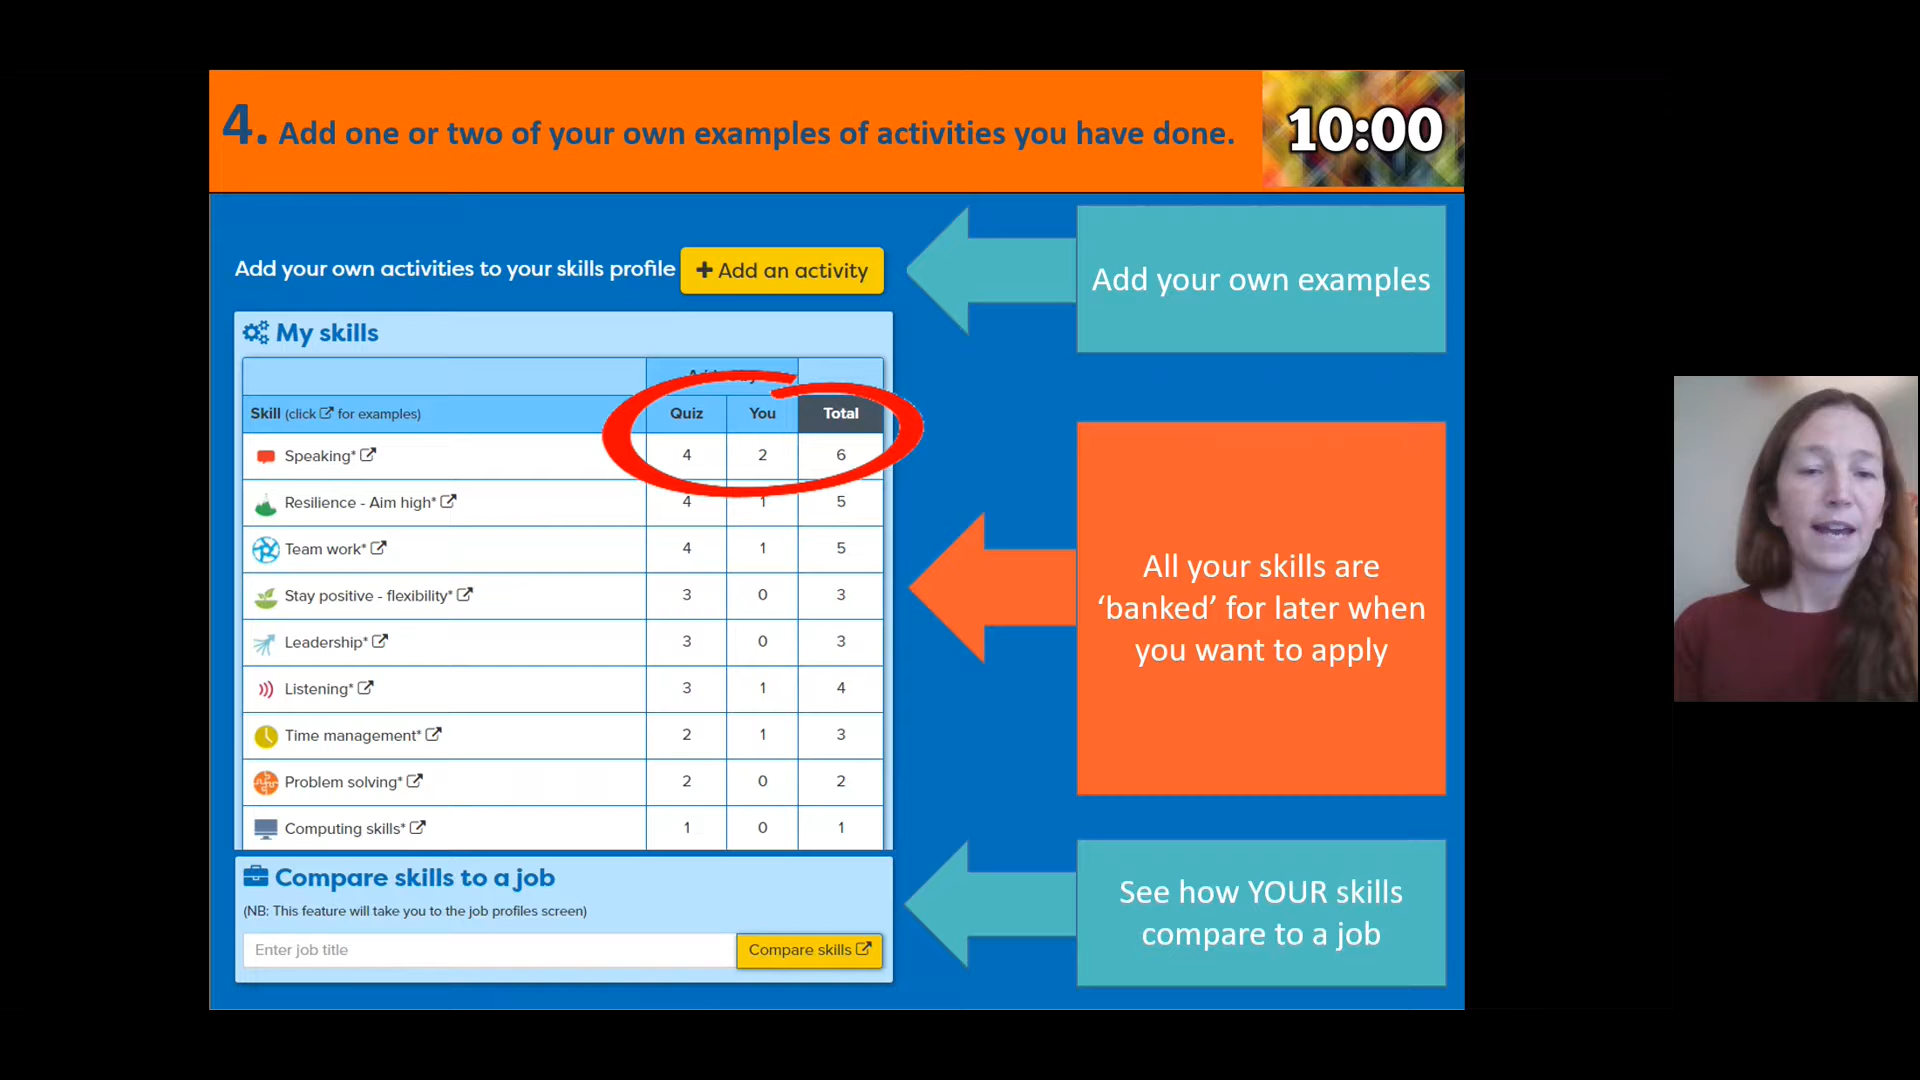 4. Add one or two of your own examples of activities you have done.
10:00
Add your own activities to your skills profile
+ Add an activity
Add your own examples
My skills
Skill (click for examples) Quiz You Total
Speaking* 4 2 6
Resilience - Aim high* 4 1 5
Team work* 4 1 5
Stay positive - flexibility* 3 0 3
Leadership* 3 0 3
Listening* 3 1 4
Time management* 2 1 3
Problem solving* 2 0 2
Computing skills* 1 0 1
All your skills are
‘banked’ for later when
you want to apply
Compare skills to a job
(NB: This feature will take you to the job profiles screen)
Enter job title
Compare skills
See how YOUR skills
compare to a job